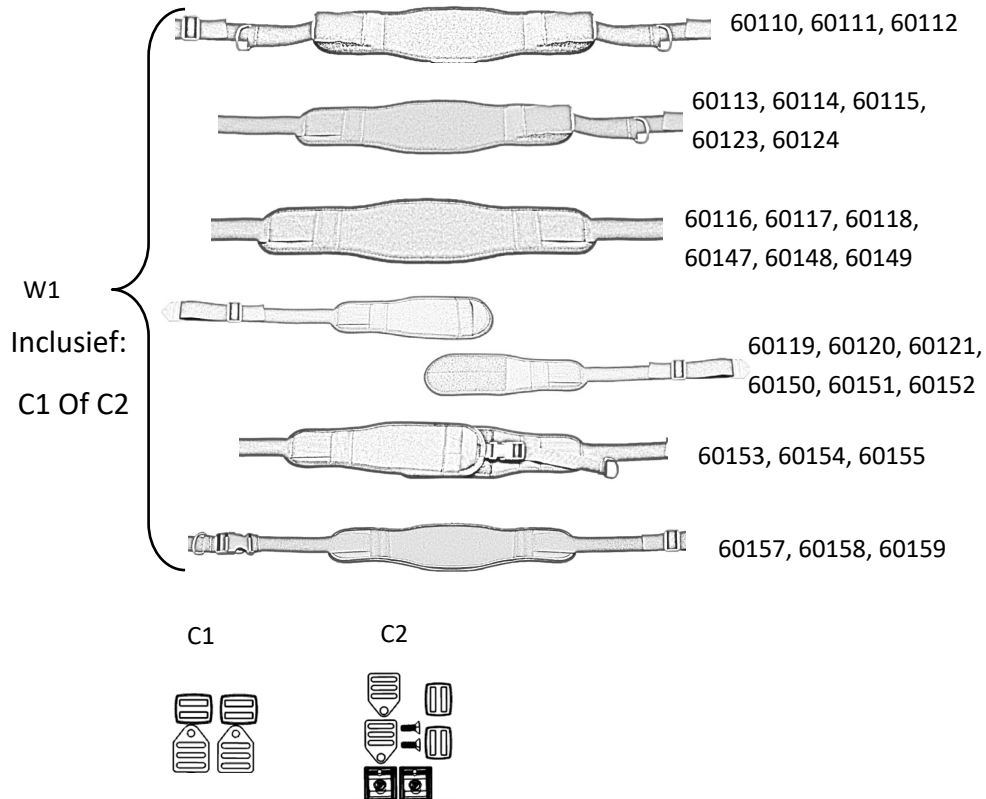 60110, 60111, 60112
60113, 60114, 60115,
60123, 60124
60116, 60117, 60118,
60147, 60148, 60149
W1
Inclusief:
C1 Of C2
60119, 60120, 60121,
60150, 60151, 60152
60153, 60154, 60155
60157, 60158, 60159
C1
C2